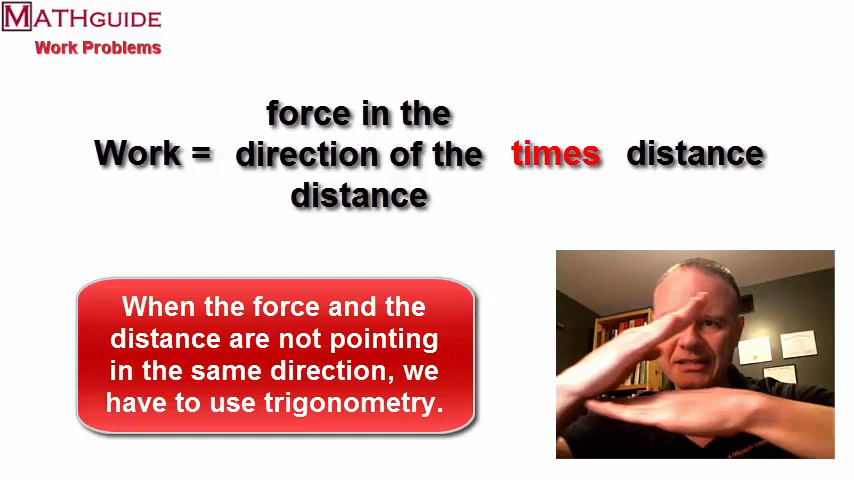 MATHGUIDE
Work Problems
force in the
Work = direction of the times distance
distance
When the force and the
distance are not pointing
in the same direction, we
have to use trigonometry.